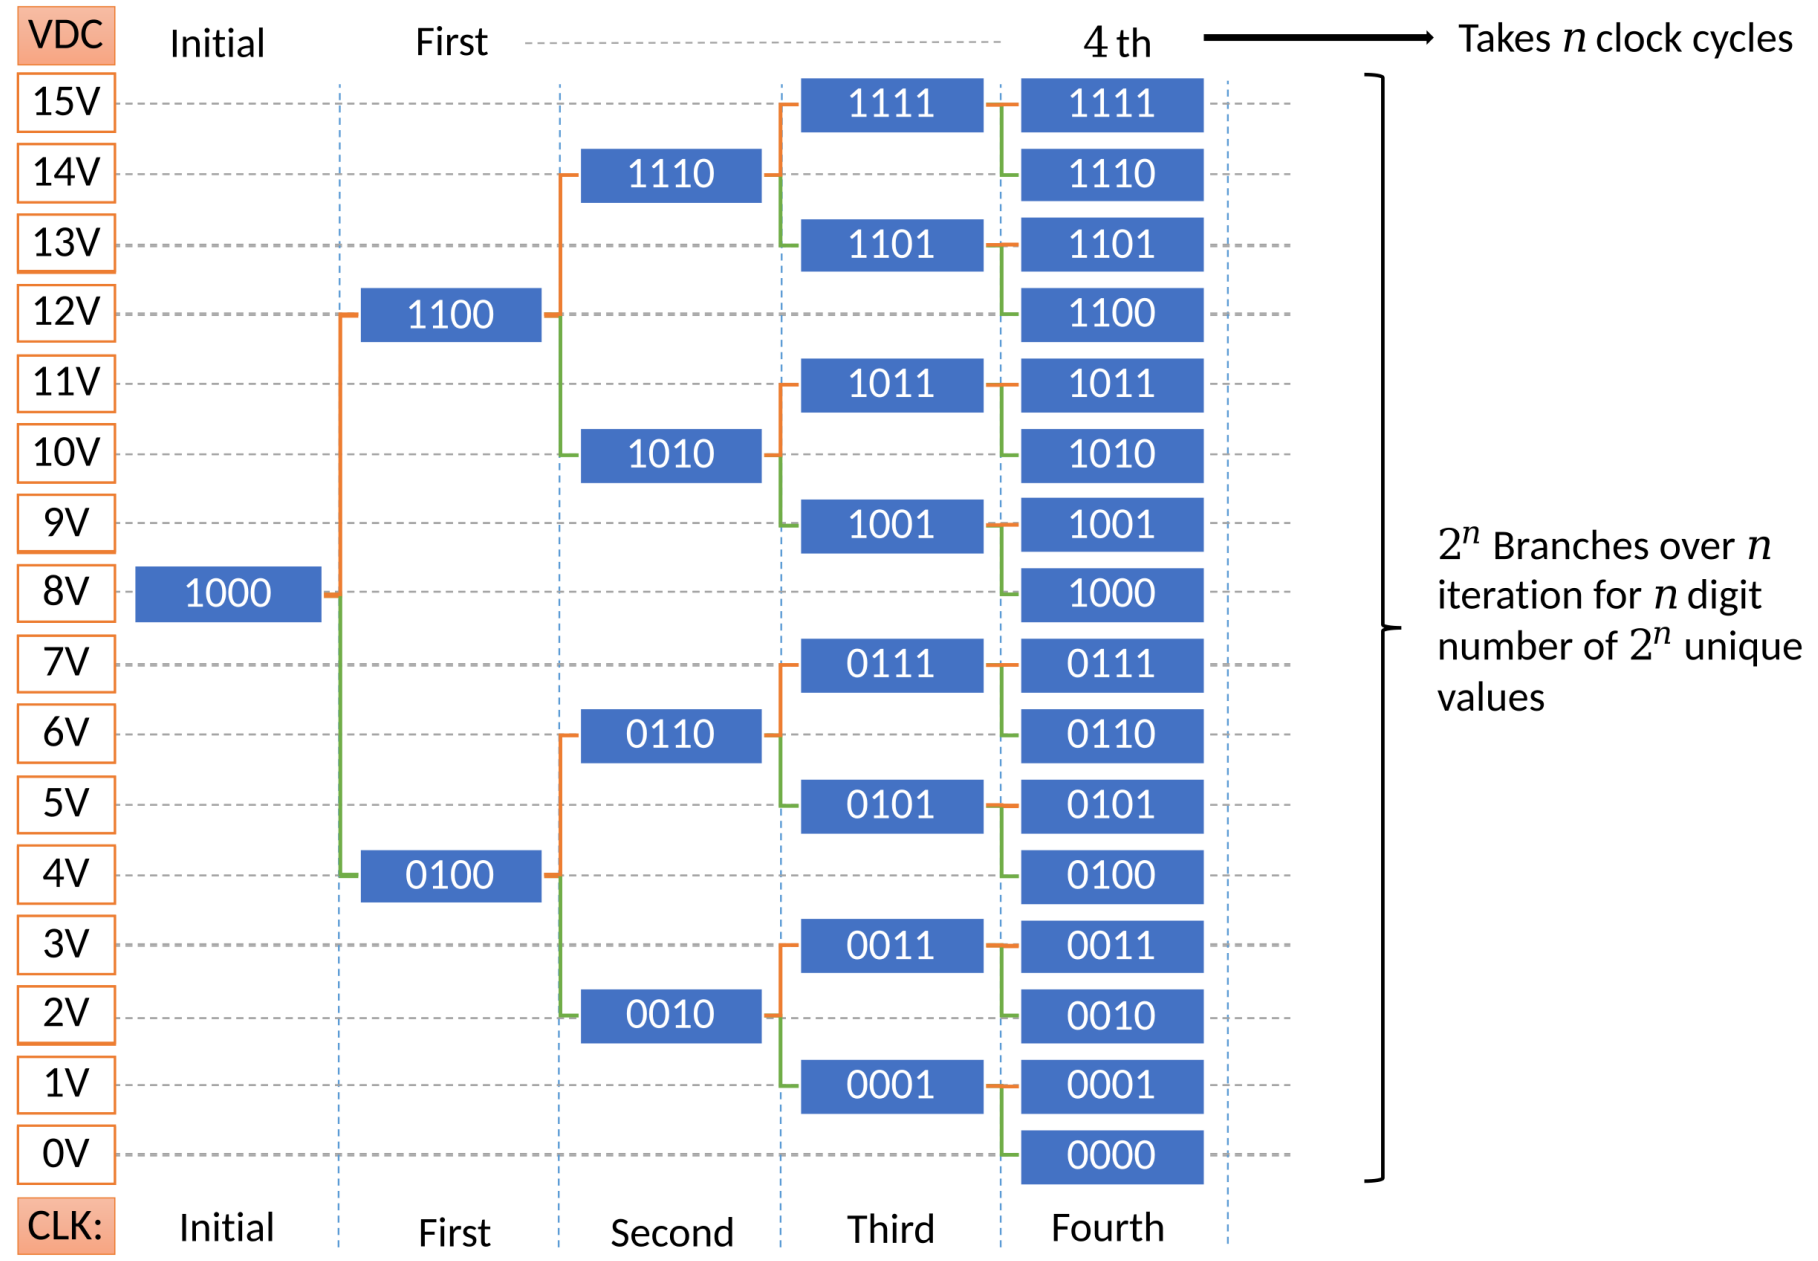 VDC Initial First 4 th Takes n clock cycles
15V 1111 1111
14V 1110 1110
13V 1101 1101
12V 1100 1100
11V 1011 1011
10V 1010 1010
9V 1001 1001
8V 1000 1000
7V 0111 0111
6V 0110 0110
5V 0101 0101
4V 0100 0100
3V 0011 0011
2V 0010 0010
1V 0001 0001
0V 0000
2ⁿ Branches over n
iteration for n digit
number of 2ⁿ unique
values
CLK: Initial First Second Third Fourth